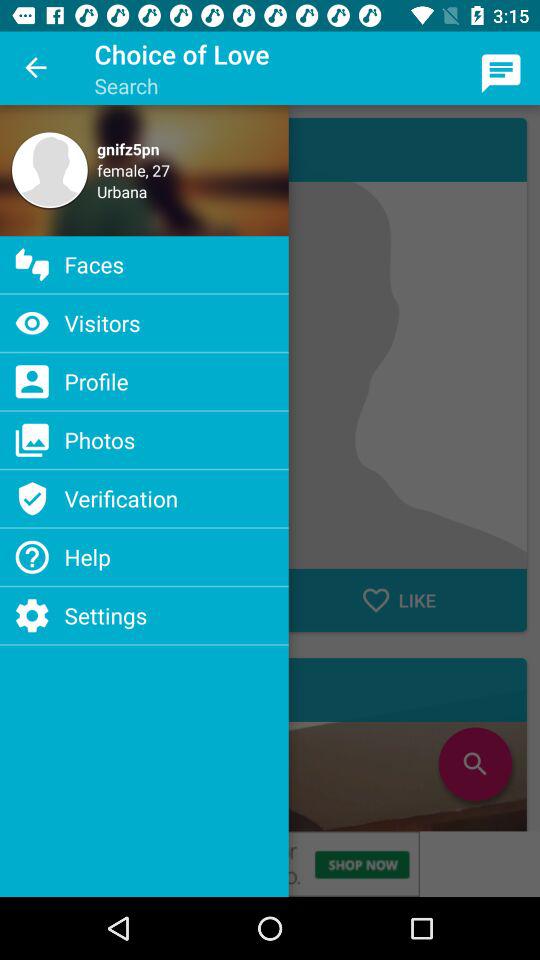 3:15
Choice of Love
Search
gnifz5pn
female, 27
Urbana
Faces
Visitors
Profile
Photos
Verification
Help
Settings
LIKE
SHOP NOW